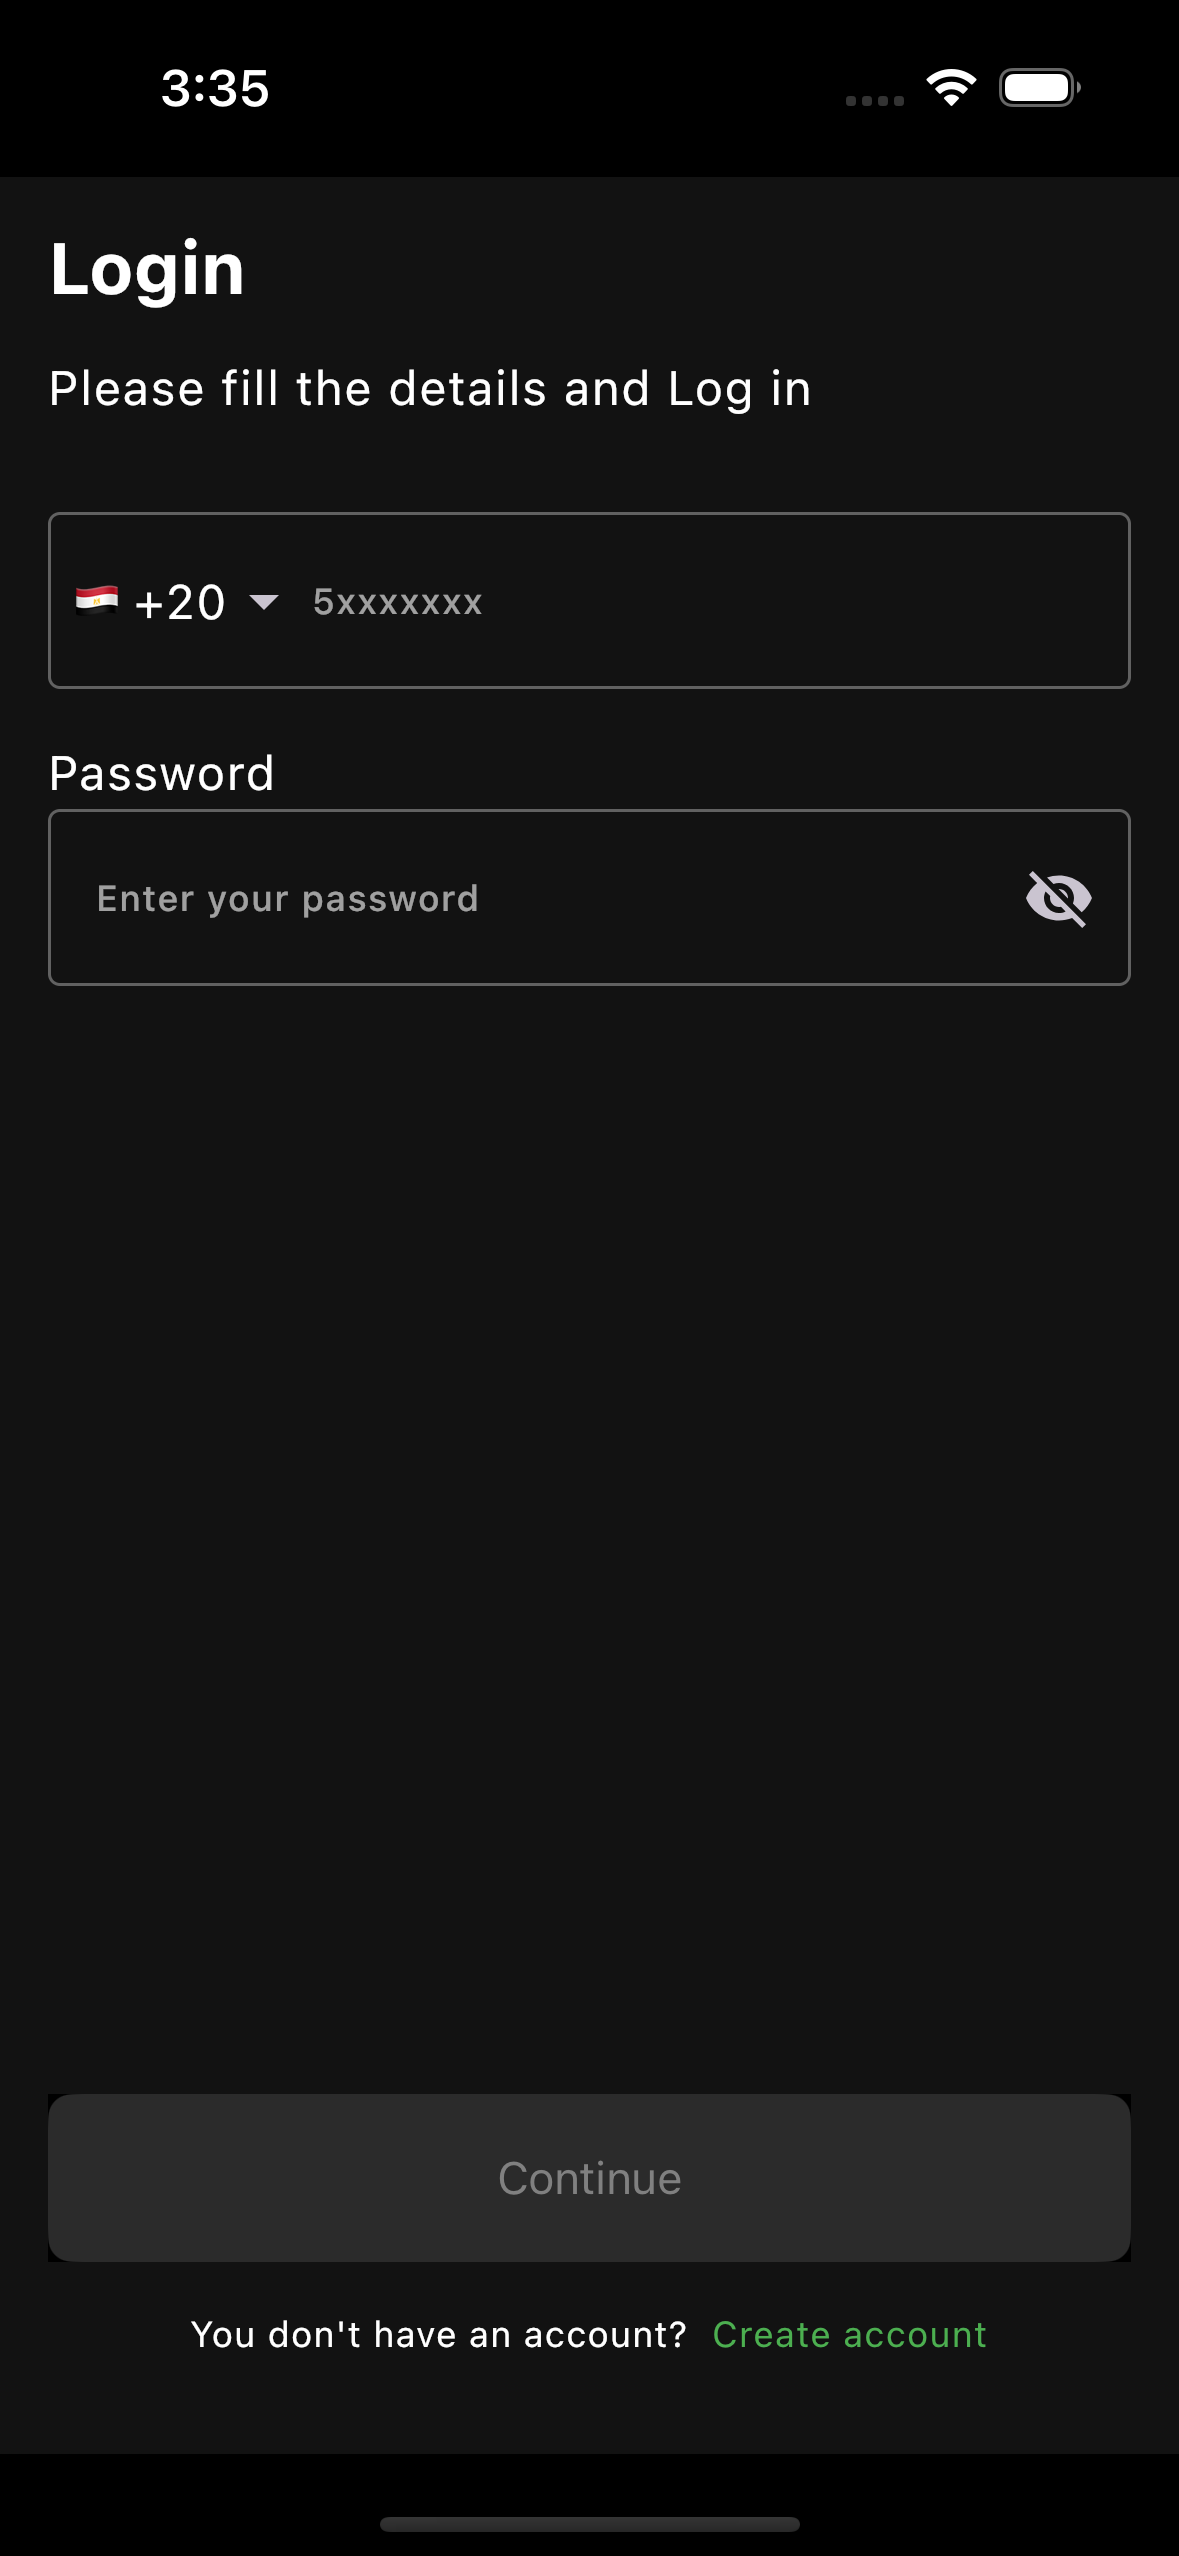 3:35
Login
Please fill the details and Log in
+20 5xxxxxxx
Password
Enter your password
Continue
You don't have an account? Create account